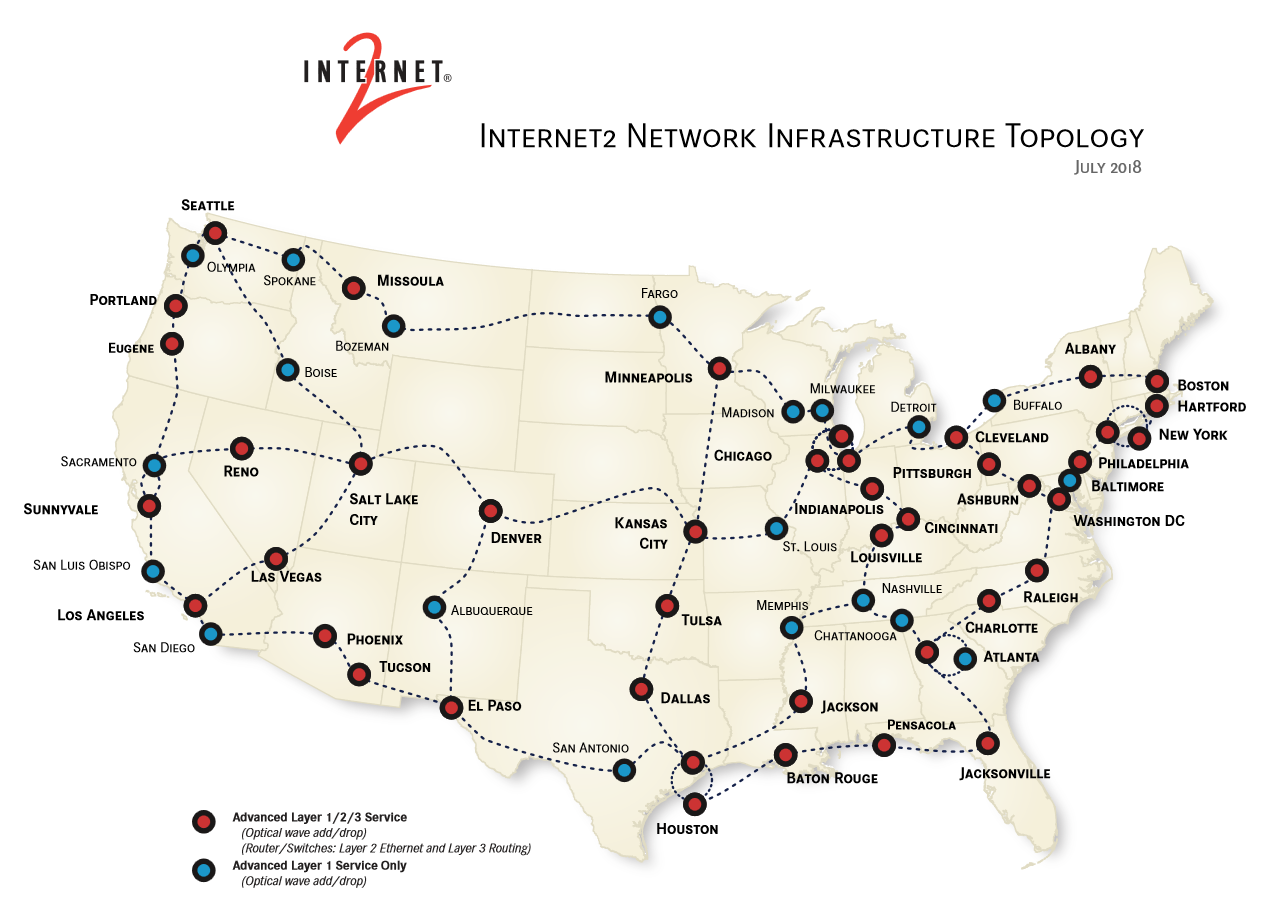 INTERNET®
2
Internet2 Network Infrastructure Topology
July 2018
Seattle
Olympia
Spokane
Missoula
Portland
Eugene
Bozeman
Boise
Fargo
Minneapolis
Madison
Milwaukee
Detroit
Buffalo
Albany
Boston
Hartford
New York
Cleveland
Chicago
Pittsburgh
Philadelphia
Baltimore
Ashburn
Washington DC
Sacramento
Reno
Sunnyvale
Salt Lake
City
Denver
Kansas
City
St. Louis
Indianapolis
Cincinnati
Louisville
San Luis Obispo
Las Vegas
Los Angeles
San Diego
Phoenix
Tucson
Albuquerque
El Paso
Tulsa
Memphis
Nashville
Chattanooga
Raleigh
Charlotte
Atlanta
Dallas
Jackson
Pensacola
San Antonio
Baton Rouge
Jacksonville
Houston
Advanced Layer 1/2/3 Service
(Optical wave add/drop)
(Router/Switches: Layer 2 Ethernet and Layer 3 Routing)
Advanced Layer 1 Service Only
(Optical wave add/drop)